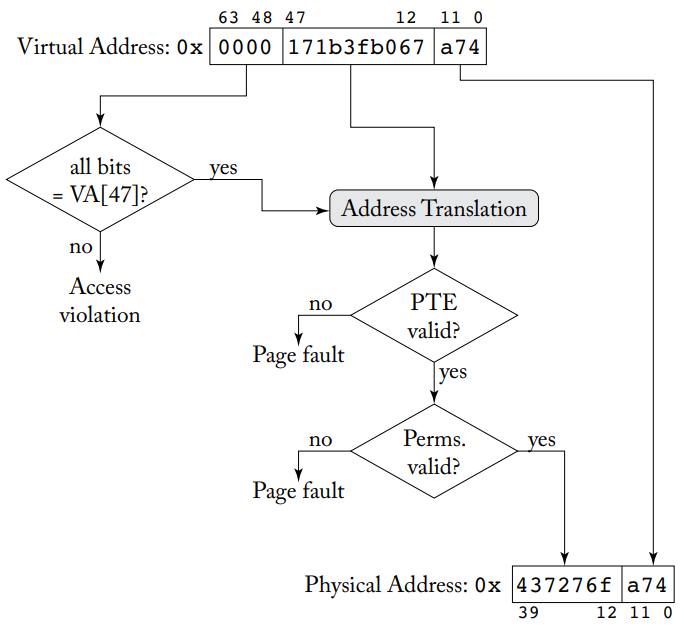 63 48 47 12 11 0
Virtual Address: 0x 0000 171b3fb067 a74
all bits
= VA[47]?
yes
Address Translation
no
Access
violation
PTE
valid?
no
Page fault
yes
Perms.
valid?
no
yes
Page fault
Physical Address: 0x 437276f a74
39 12 11 0